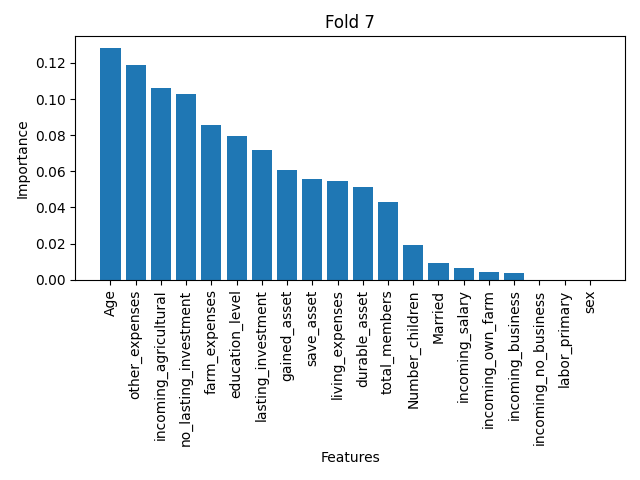 Fold 7
Importance
0.12
0.10
0.08
0.06
0.04
0.02
0.00
Age
other_expenses
incoming_agricultural
no_lasting_investment
farm_expenses
education_level
lasting_investment
gained_asset
save_asset
living_expenses
durable_asset
total_members
Number_children
Married
incoming_salary
incoming_own_farm
incoming_business
incoming_no_business
labor_primary
sex
Features